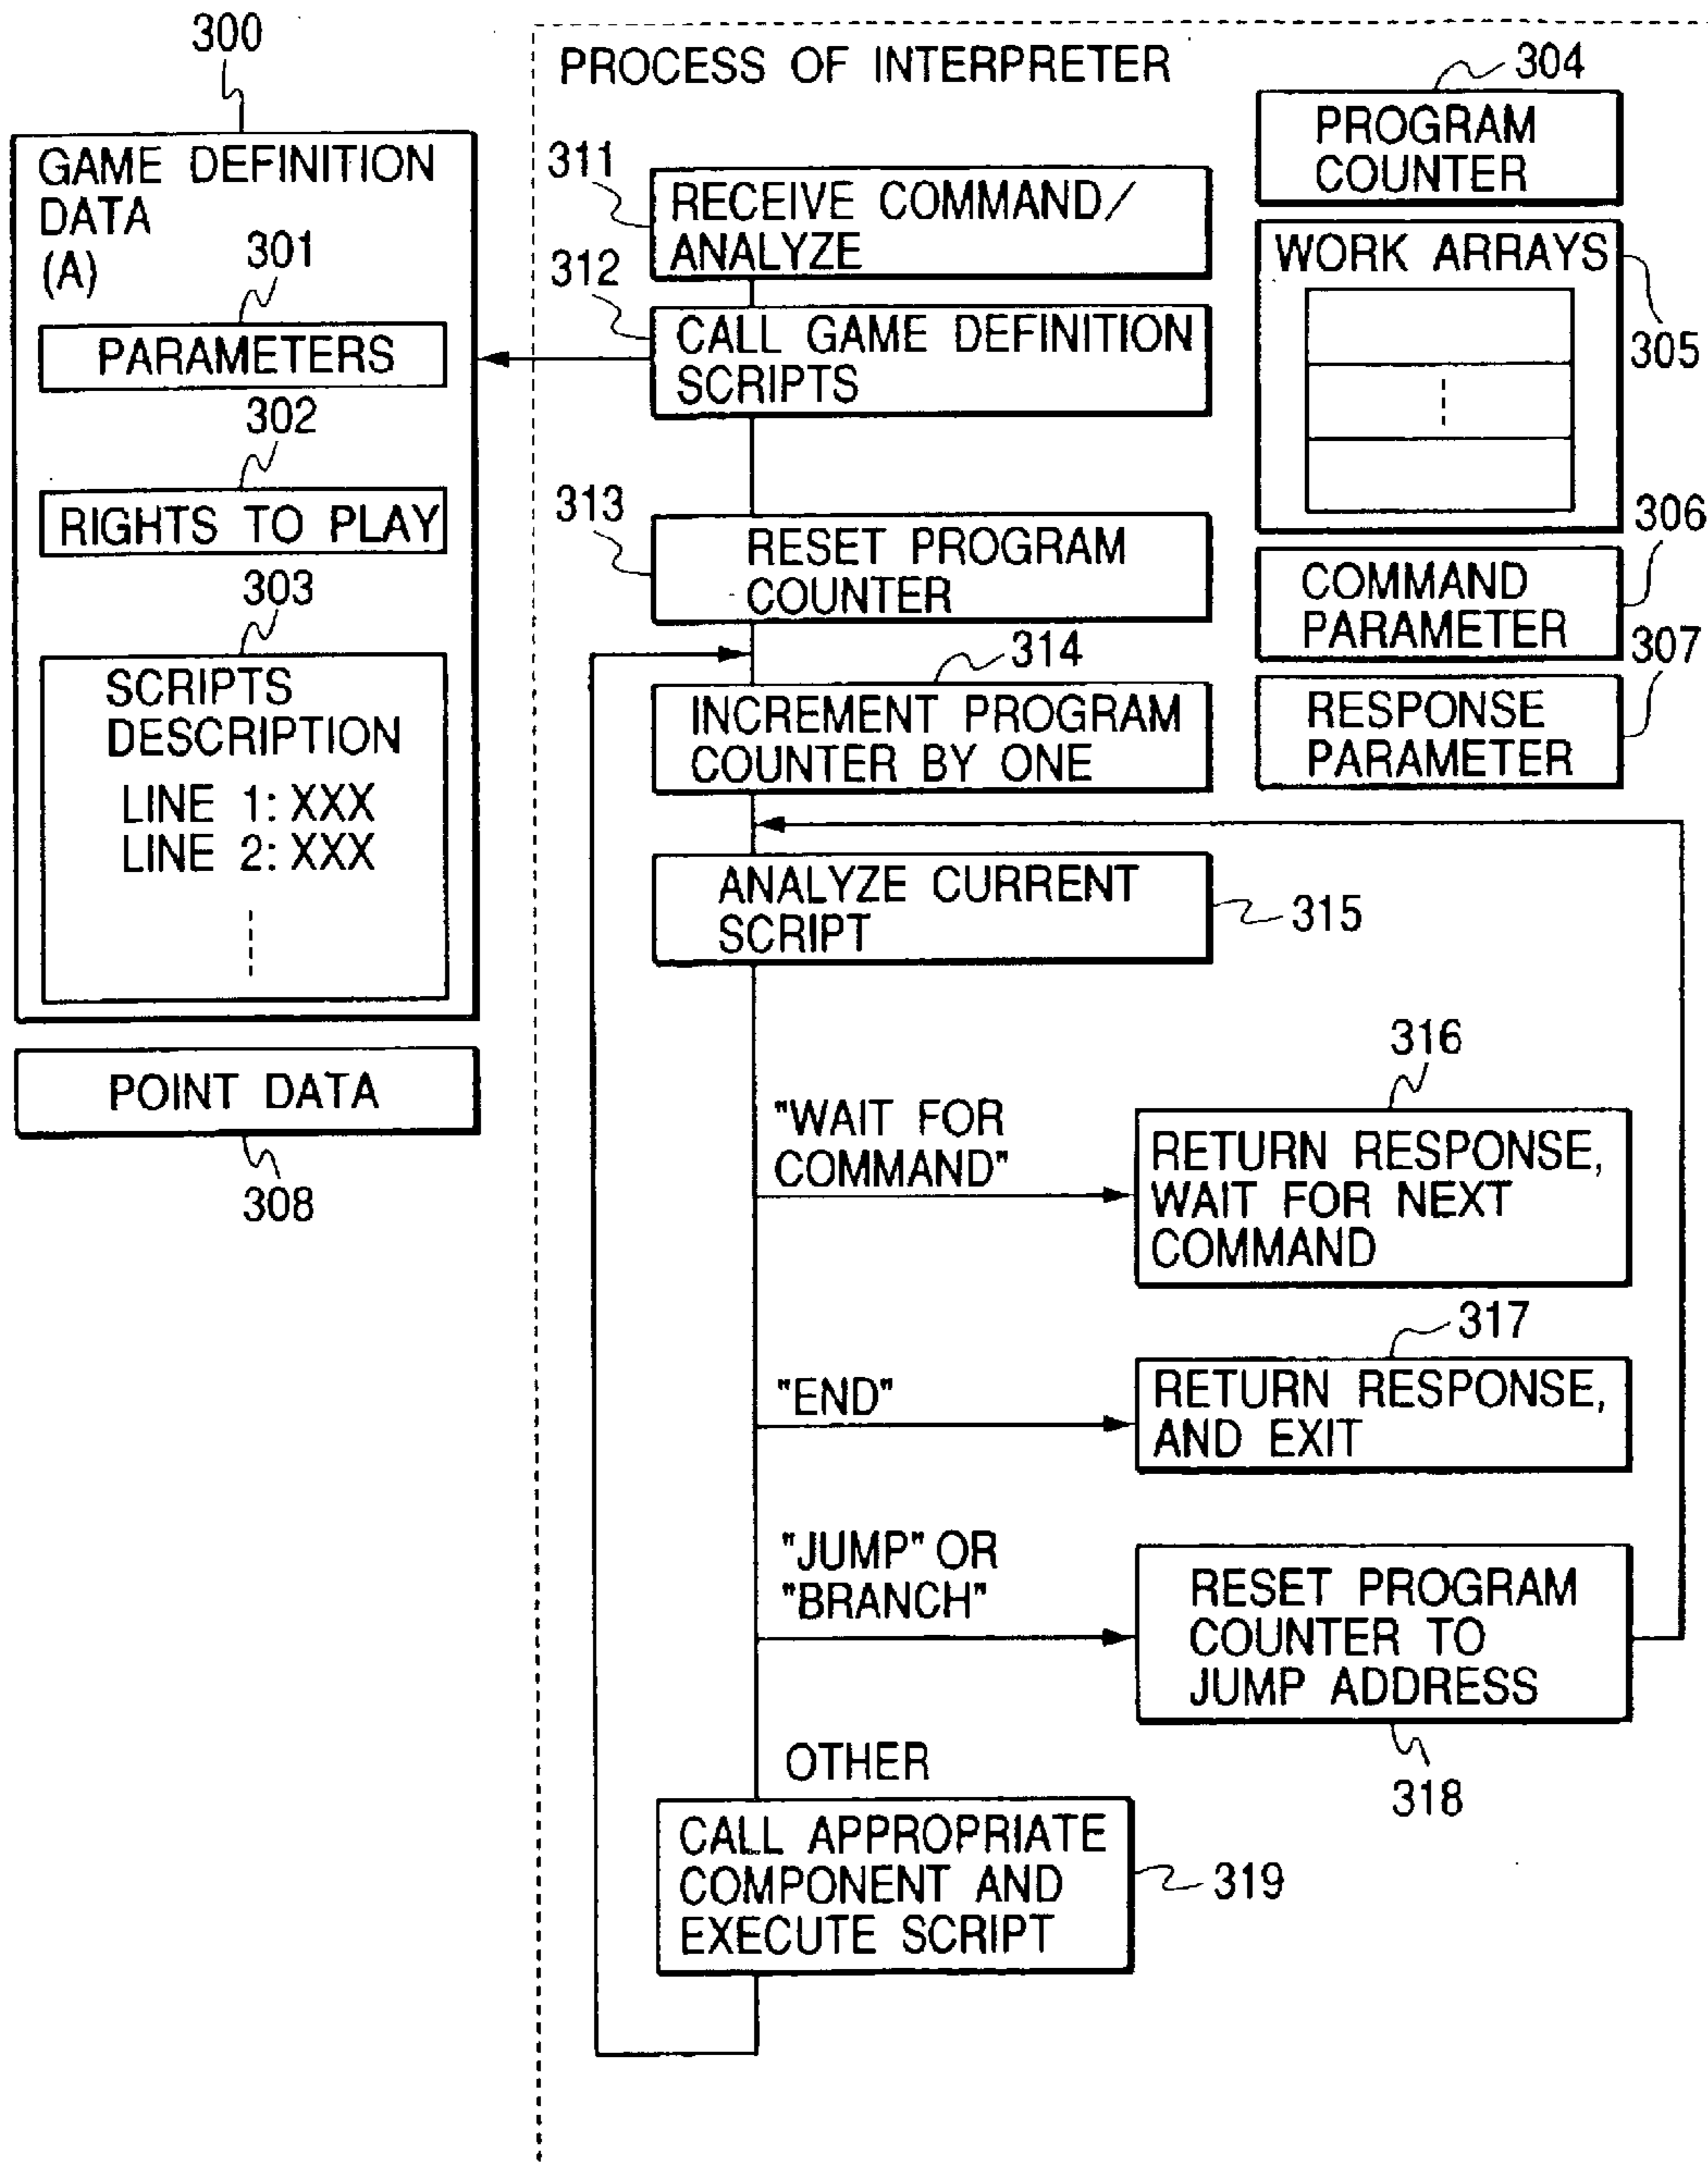 300
GAME DEFINITION
DATA
(A)
301
PARAMETERS
302
RIGHTS TO PLAY
303
SCRIPTS
DESCRIPTION
LINE 1: XXX
LINE 2: XXX
POINT DATA
308
PROCESS OF INTERPRETER
311
RECEIVE COMMAND/
ANALYZE
312
CALL GAME DEFINITION
SCRIPTS
313
RESET PROGRAM
COUNTER
314
INCREMENT PROGRAM
COUNTER BY ONE
ANALYZE CURRENT
SCRIPT
315
"WAIT FOR
COMMAND"
316
RETURN RESPONSE,
WAIT FOR NEXT
COMMAND
"END"
317
RETURN RESPONSE,
AND EXIT
"JUMP" OR
"BRANCH"
RESET PROGRAM
COUNTER TO
JUMP ADDRESS
318
OTHER
CALL APPROPRIATE
COMPONENT AND
EXECUTE SCRIPT
319
304
PROGRAM
COUNTER
WORK ARRAYS
305
306
COMMAND
PARAMETER
307
RESPONSE
PARAMETER